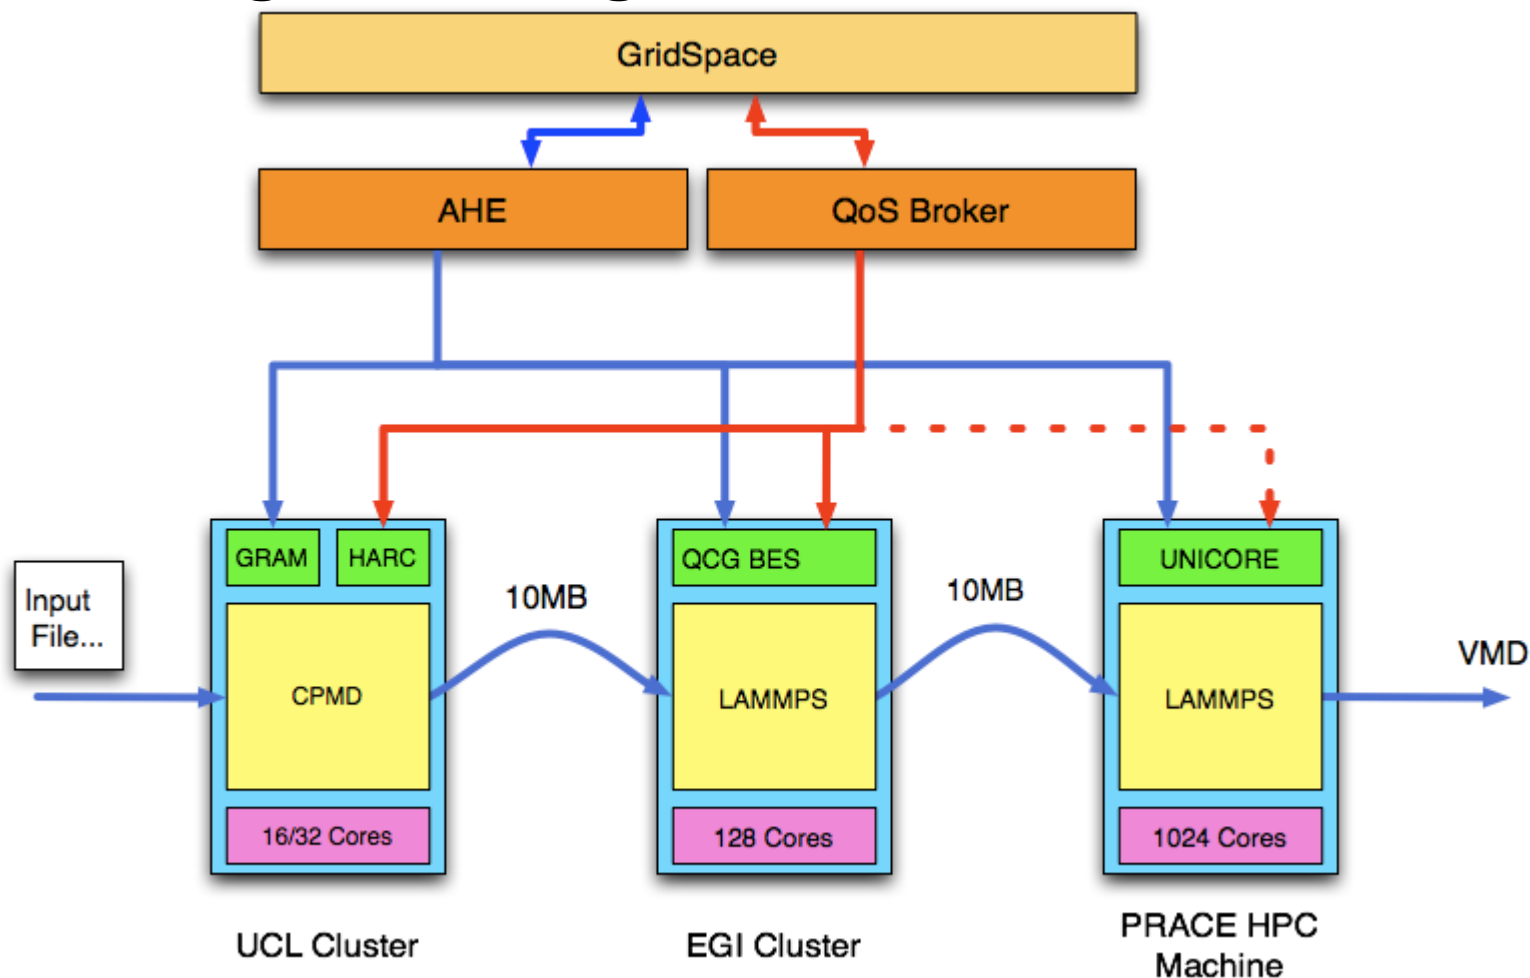 GridSpace
AHE
QoS Broker
GRAM
HARC
QCG BES
UNICORE
Input
File...
10MB
10MB
VMD
CPMD
LAMMPS
LAMMPS
16/32 Cores
128 Cores
1024 Cores
UCL Cluster
EGI Cluster
PRACE HPC
Machine